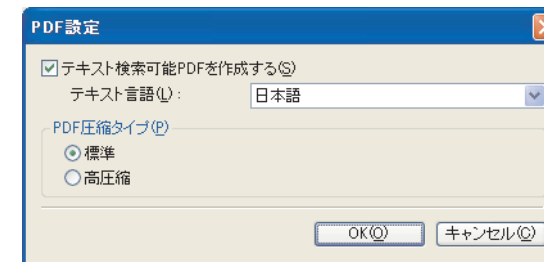 PDF設定
テキスト検索可能PDFを作成する(S)
テキスト言語(L): 日本語
PDF圧縮タイプ(P)
標準
高圧縮
OK(O) キャンセル(C)